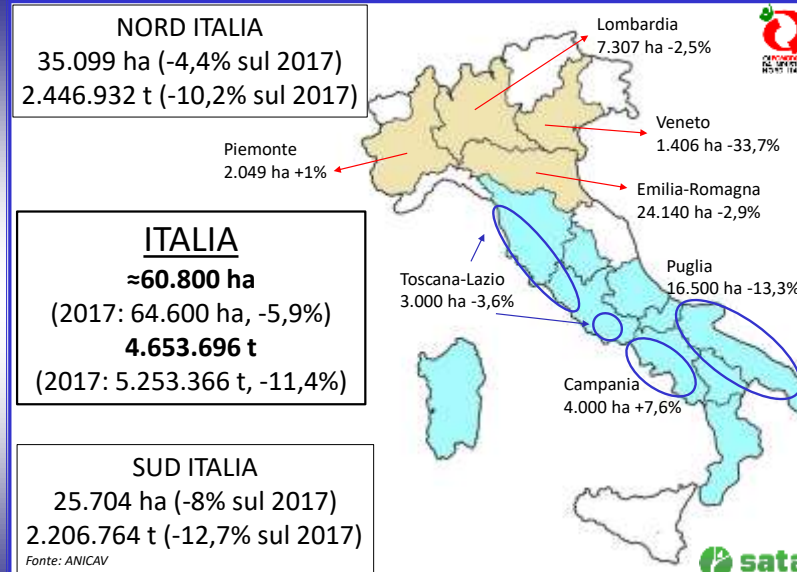 NORD ITALIA
35.099 ha (-4,4% sul 2017)
2.446.932 t (-10,2% sul 2017)
Lombardia
7.307 ha -2,5%
Veneto
1.406 ha -33,7%
Piemonte
2.049 ha +1%
Emilia-Romagna
24.140 ha -2,9%
ITALIA
≈60.800 ha
(2017: 64.600 ha, -5,9%)
4.653.696 t
(2017: 5.253.366 t, -11,4%)
Toscana-Lazio
3.000 ha -3,6%
Puglia
16.500 ha -13,3%
Campania
4.000 ha +7,6%
SUD ITALIA
25.704 ha (-8% sul 2017)
2.206.764 t (-12,7% sul 2017)
Fonte: ANICAV
sata